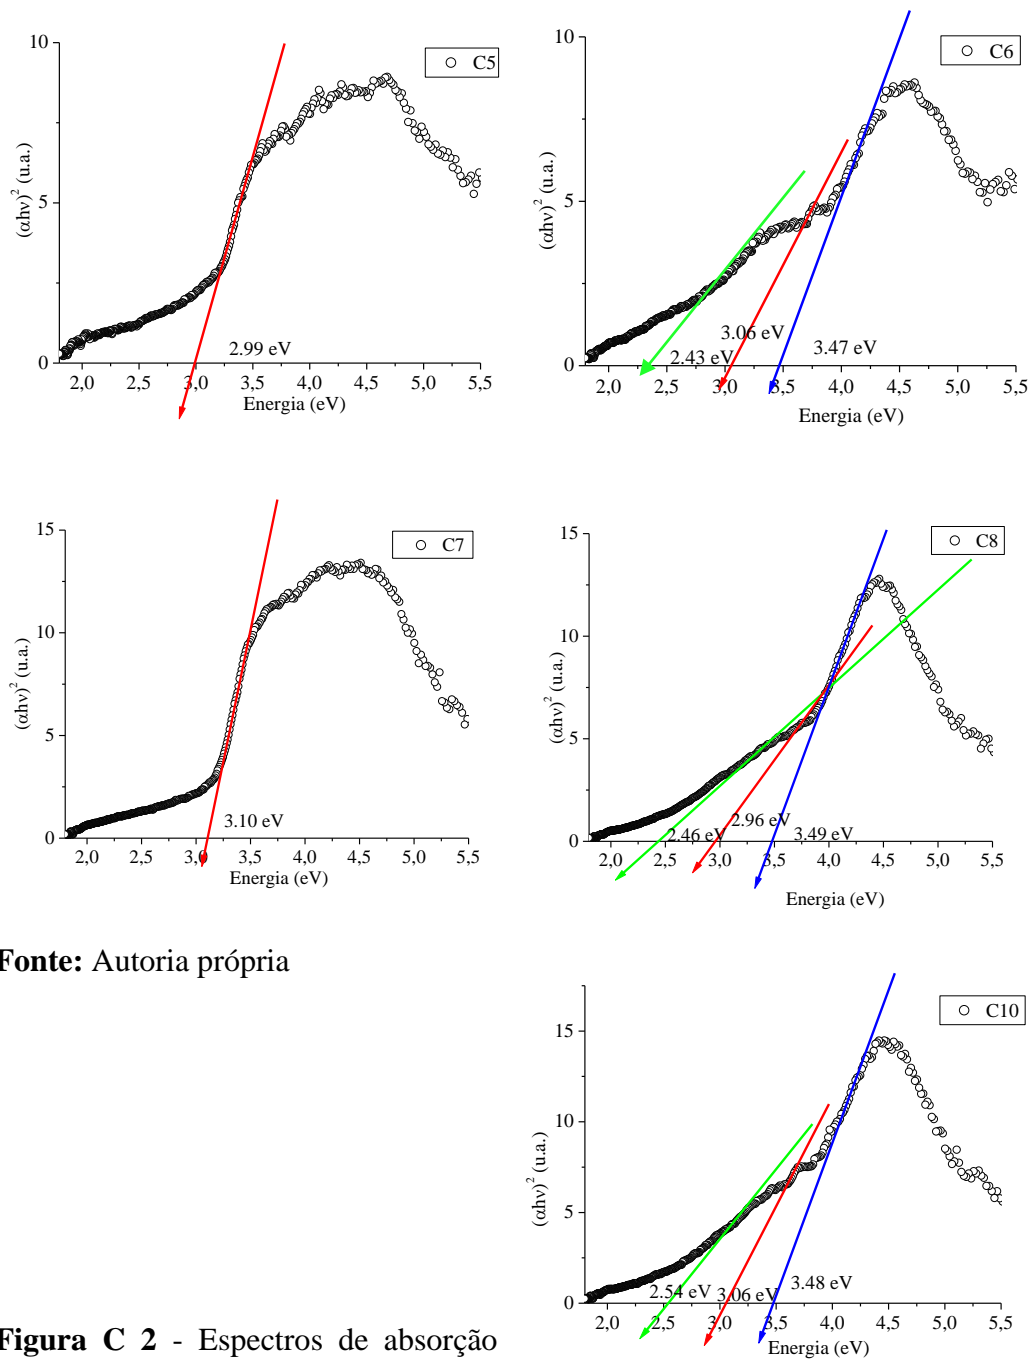 10
5
0
(αhν)² (u.a.)
C5
2.99 eV
2,0 2,5 3,0 3,5 4,0 4,5 5,0 5,5
Energia (eV)
10
5
0
(αhν)² (u.a.)
C6
3.06 eV
2.43 eV
3.47 eV
2,0 2,5 3,0 3,5 4,0 4,5 5,0 5,5
Energia (eV)
15
10
5
0
(αhν)² (u.a.)
C7
3.10 eV
2,0 2,5 3,0 3,5 4,0 4,5 5,0 5,5
Energia (eV)
15
10
5
0
(αhν)² (u.a.)
C8
2.96 eV
2.46 eV
3.49 eV
2,0 2,5 3,0 3,5 4,0 4,5 5,0 5,5
Energia (eV)
Fonte: Autoria própria
15
10
5
0
(αhν)² (u.a.)
C10
3.48 eV
2.54 eV
3.06 eV
2,0 2,5 3,0 3,5 4,0 4,5 5,0 5,5
Energia (eV)
Figura C 2 - Espectros de absorção